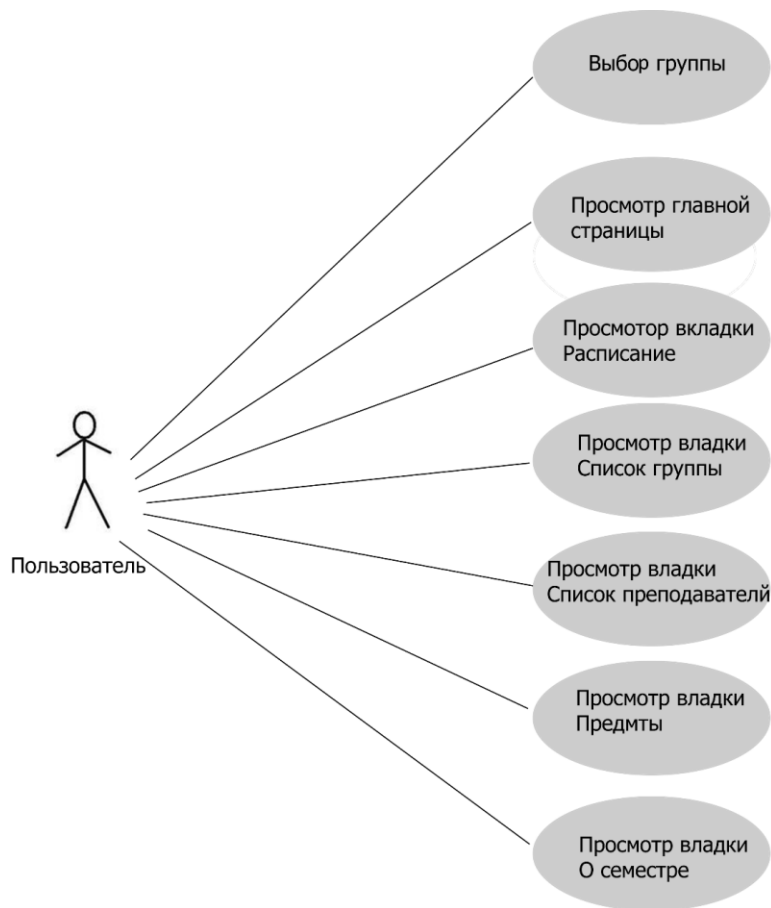 Выбор группы
Просмотр главной
страницы
Просмотор вкладки
Расписание
Просмотр владки
Список группы
Пользователь
Просмотр владки
Список преподаватeлй
Просмотр владки
Предмты
Просмотр владки
О семестре